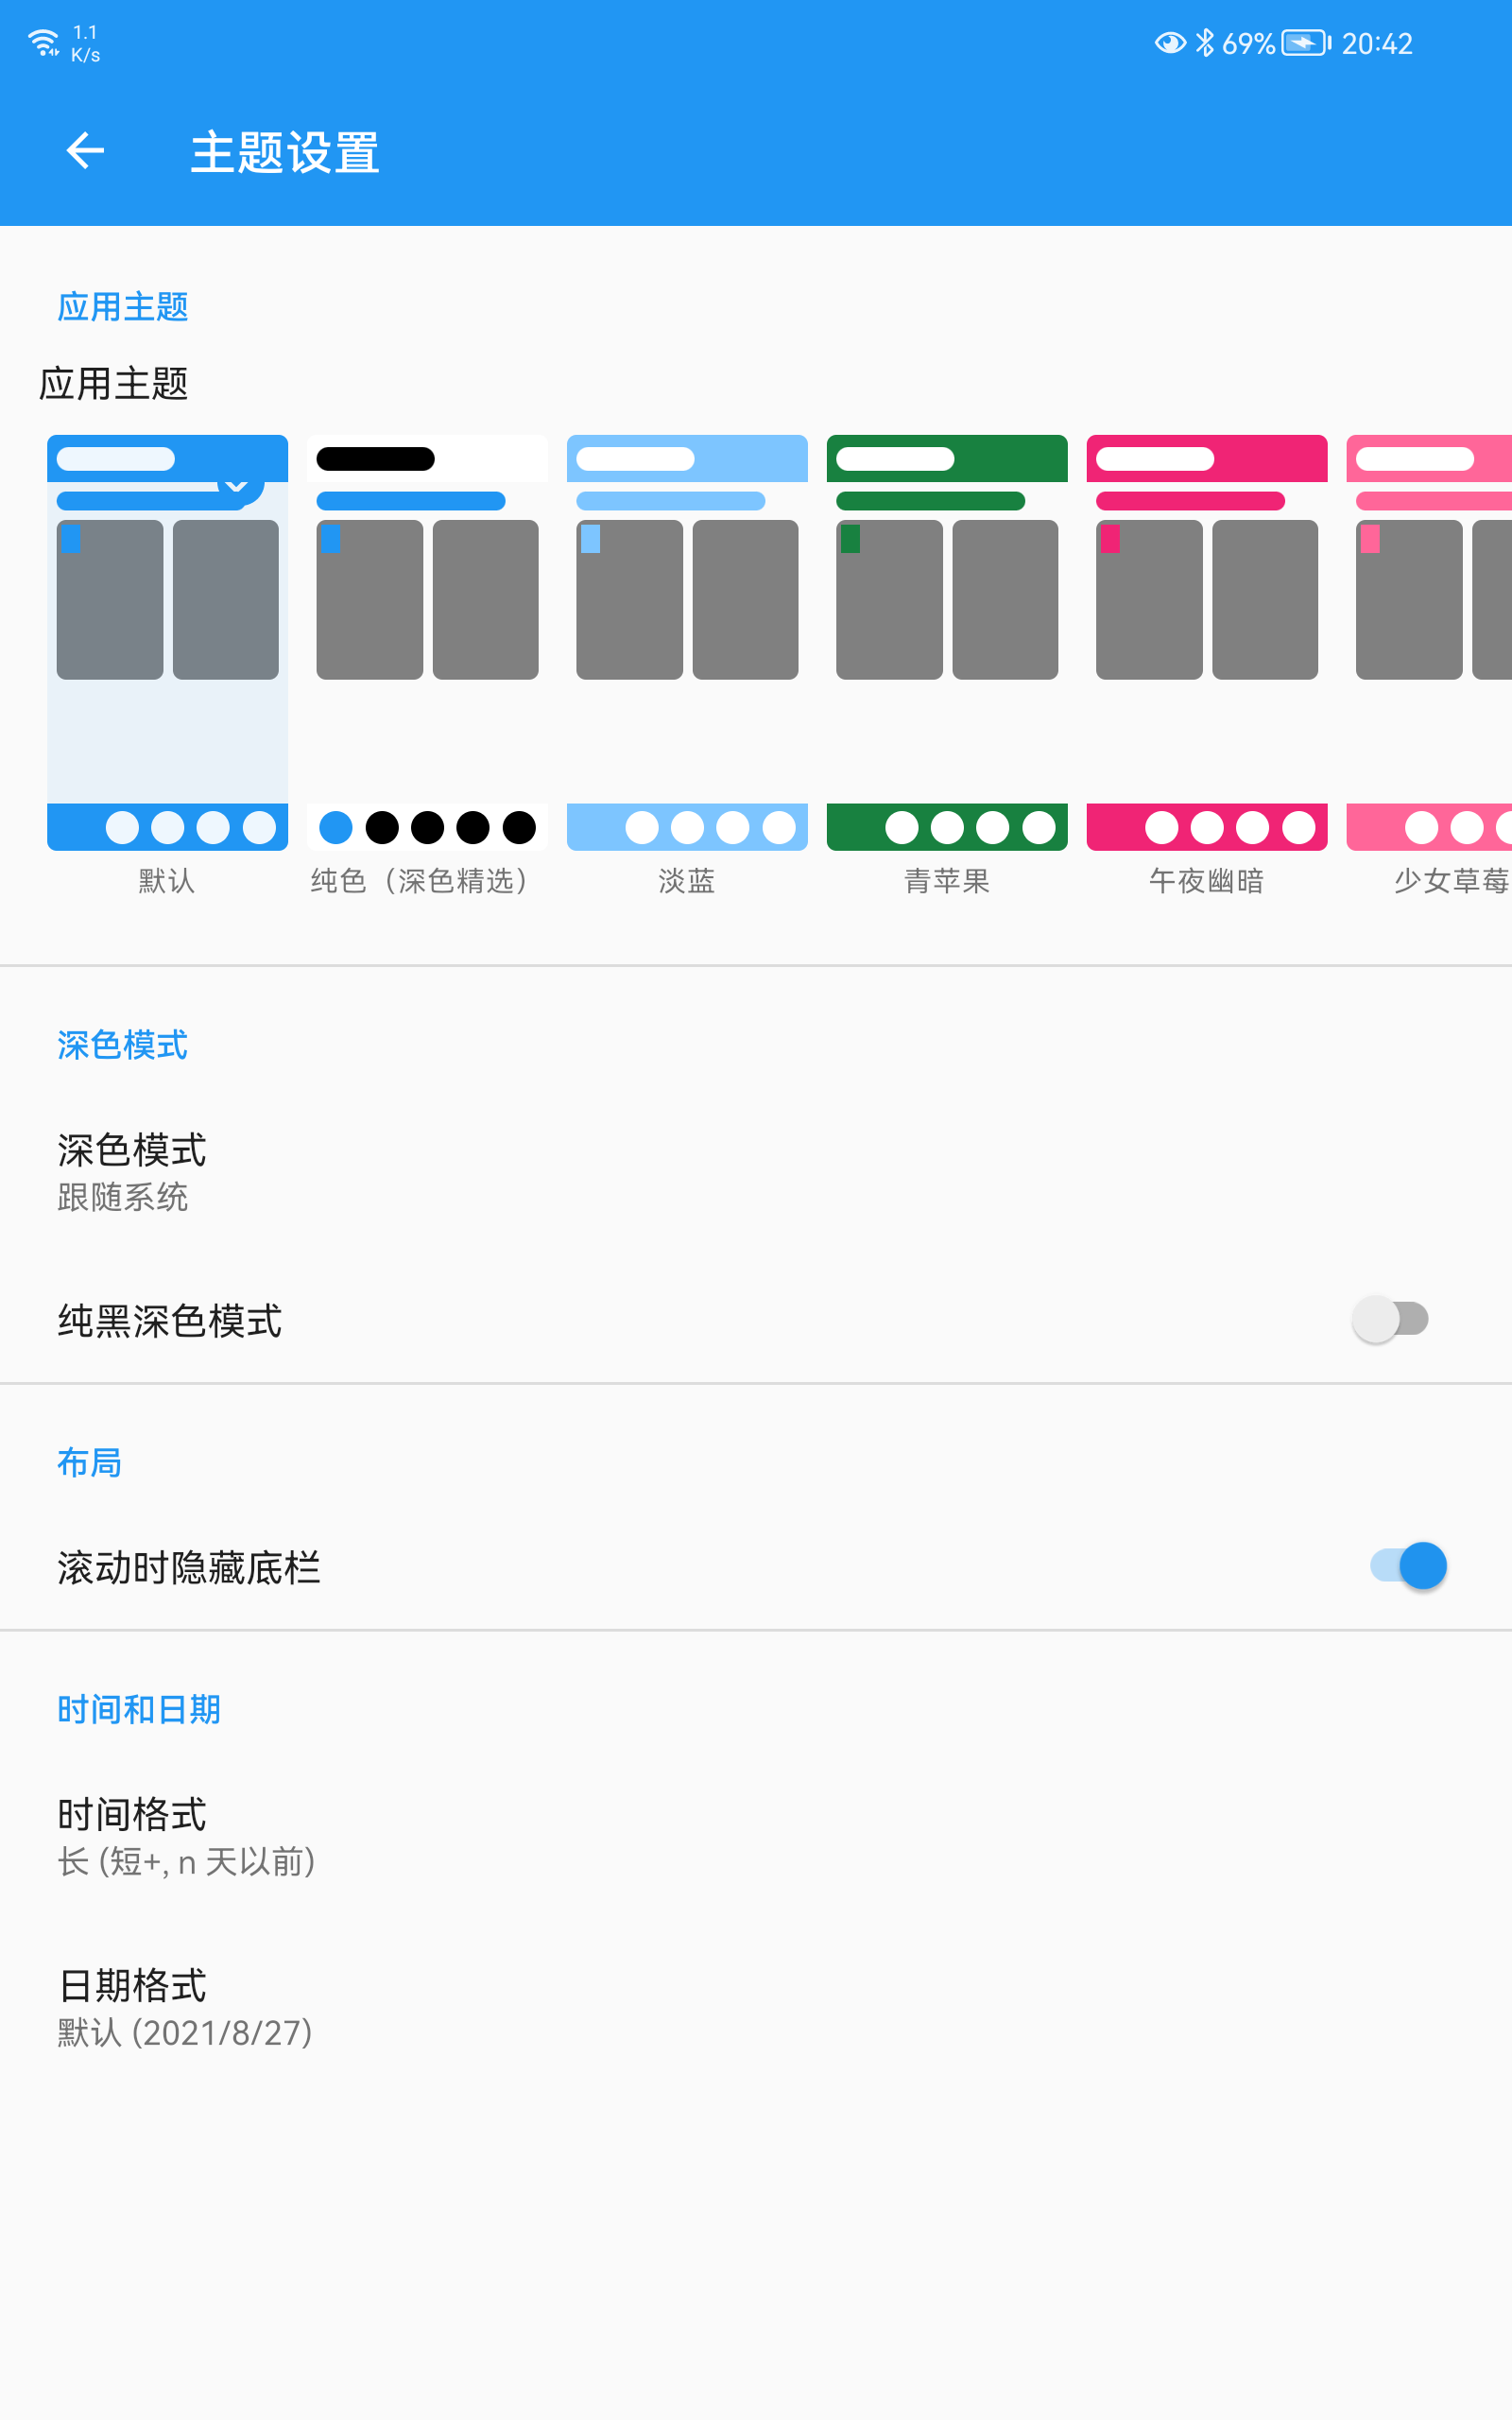 1.1
K/s
69%
20:42
主题设置
应用主题
应用主题
默认
纯色（深色精选）
淡蓝
青苹果
午夜幽暗
少女草莓
深色模式
深色模式
跟随系统
纯黑深色模式
布局
滚动时隐藏底栏
时间和日期
时间格式
长 (短+, n 天以前)
日期格式
默认 (2021/8/27)